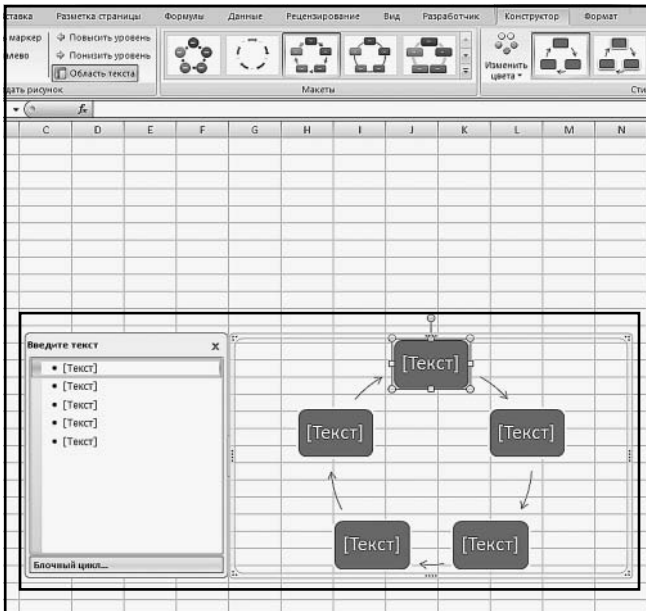 ставка Разметка страницы Формулы Данные Рецензирование Вид Разработчик Конструктор Формат
маркер Повысить уровень
алево Понизить уровень
Область текста
Изменить
цвета
дать рисунок Макеты Сти
fx
C D E F G H I J K L M N
Введите текст x
[Текст]
[Текст]
[Текст]
[Текст]
[Текст]
Блочный цикл...
[Текст]
[Текст] [Текст]
[Текст] [Текст]